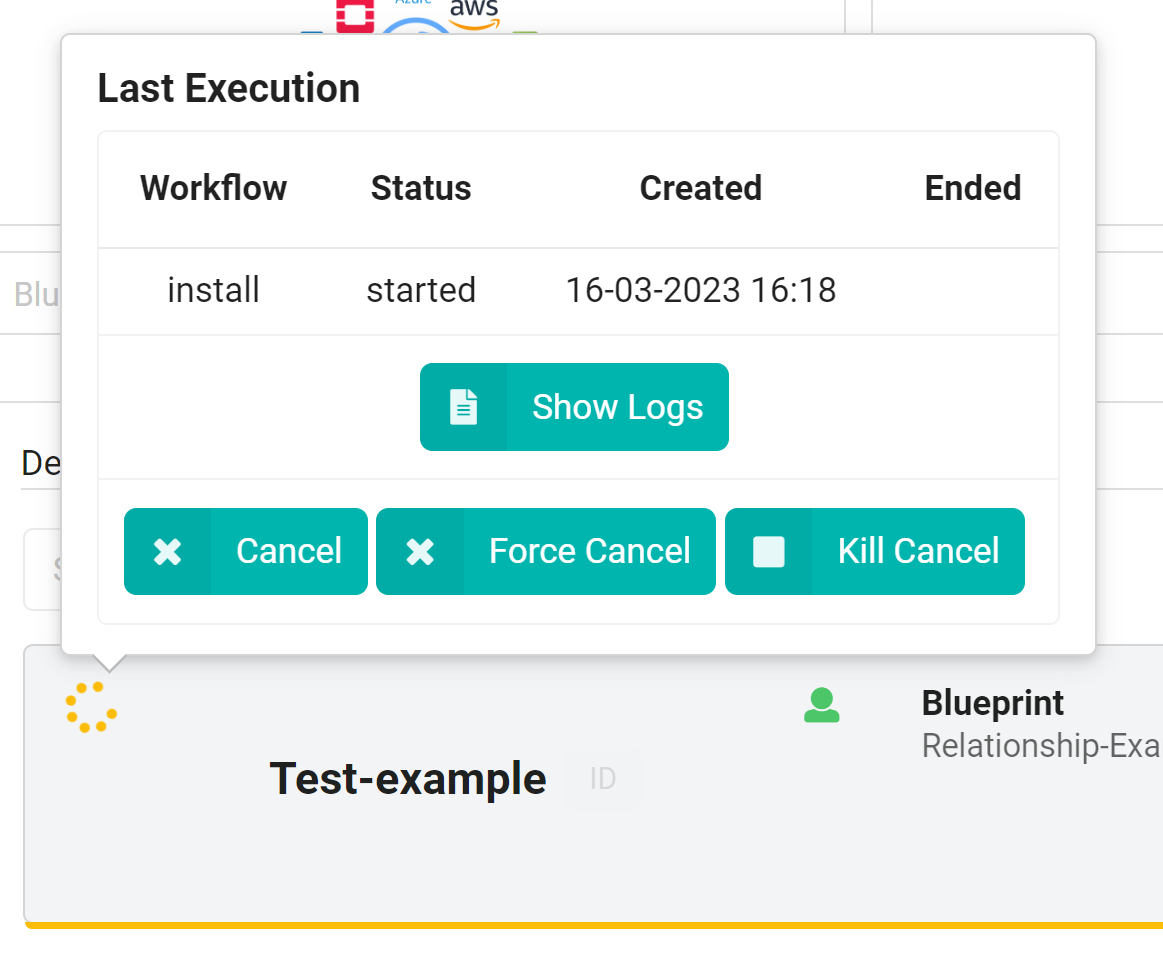 Azure aws
Last Execution
Workflow Status Created Ended
install started 16-03-2023 16:18
Show Logs
Cancel Force Cancel Kill Cancel
Blu
De
Test-example ID
Blueprint
Relationship-Exa